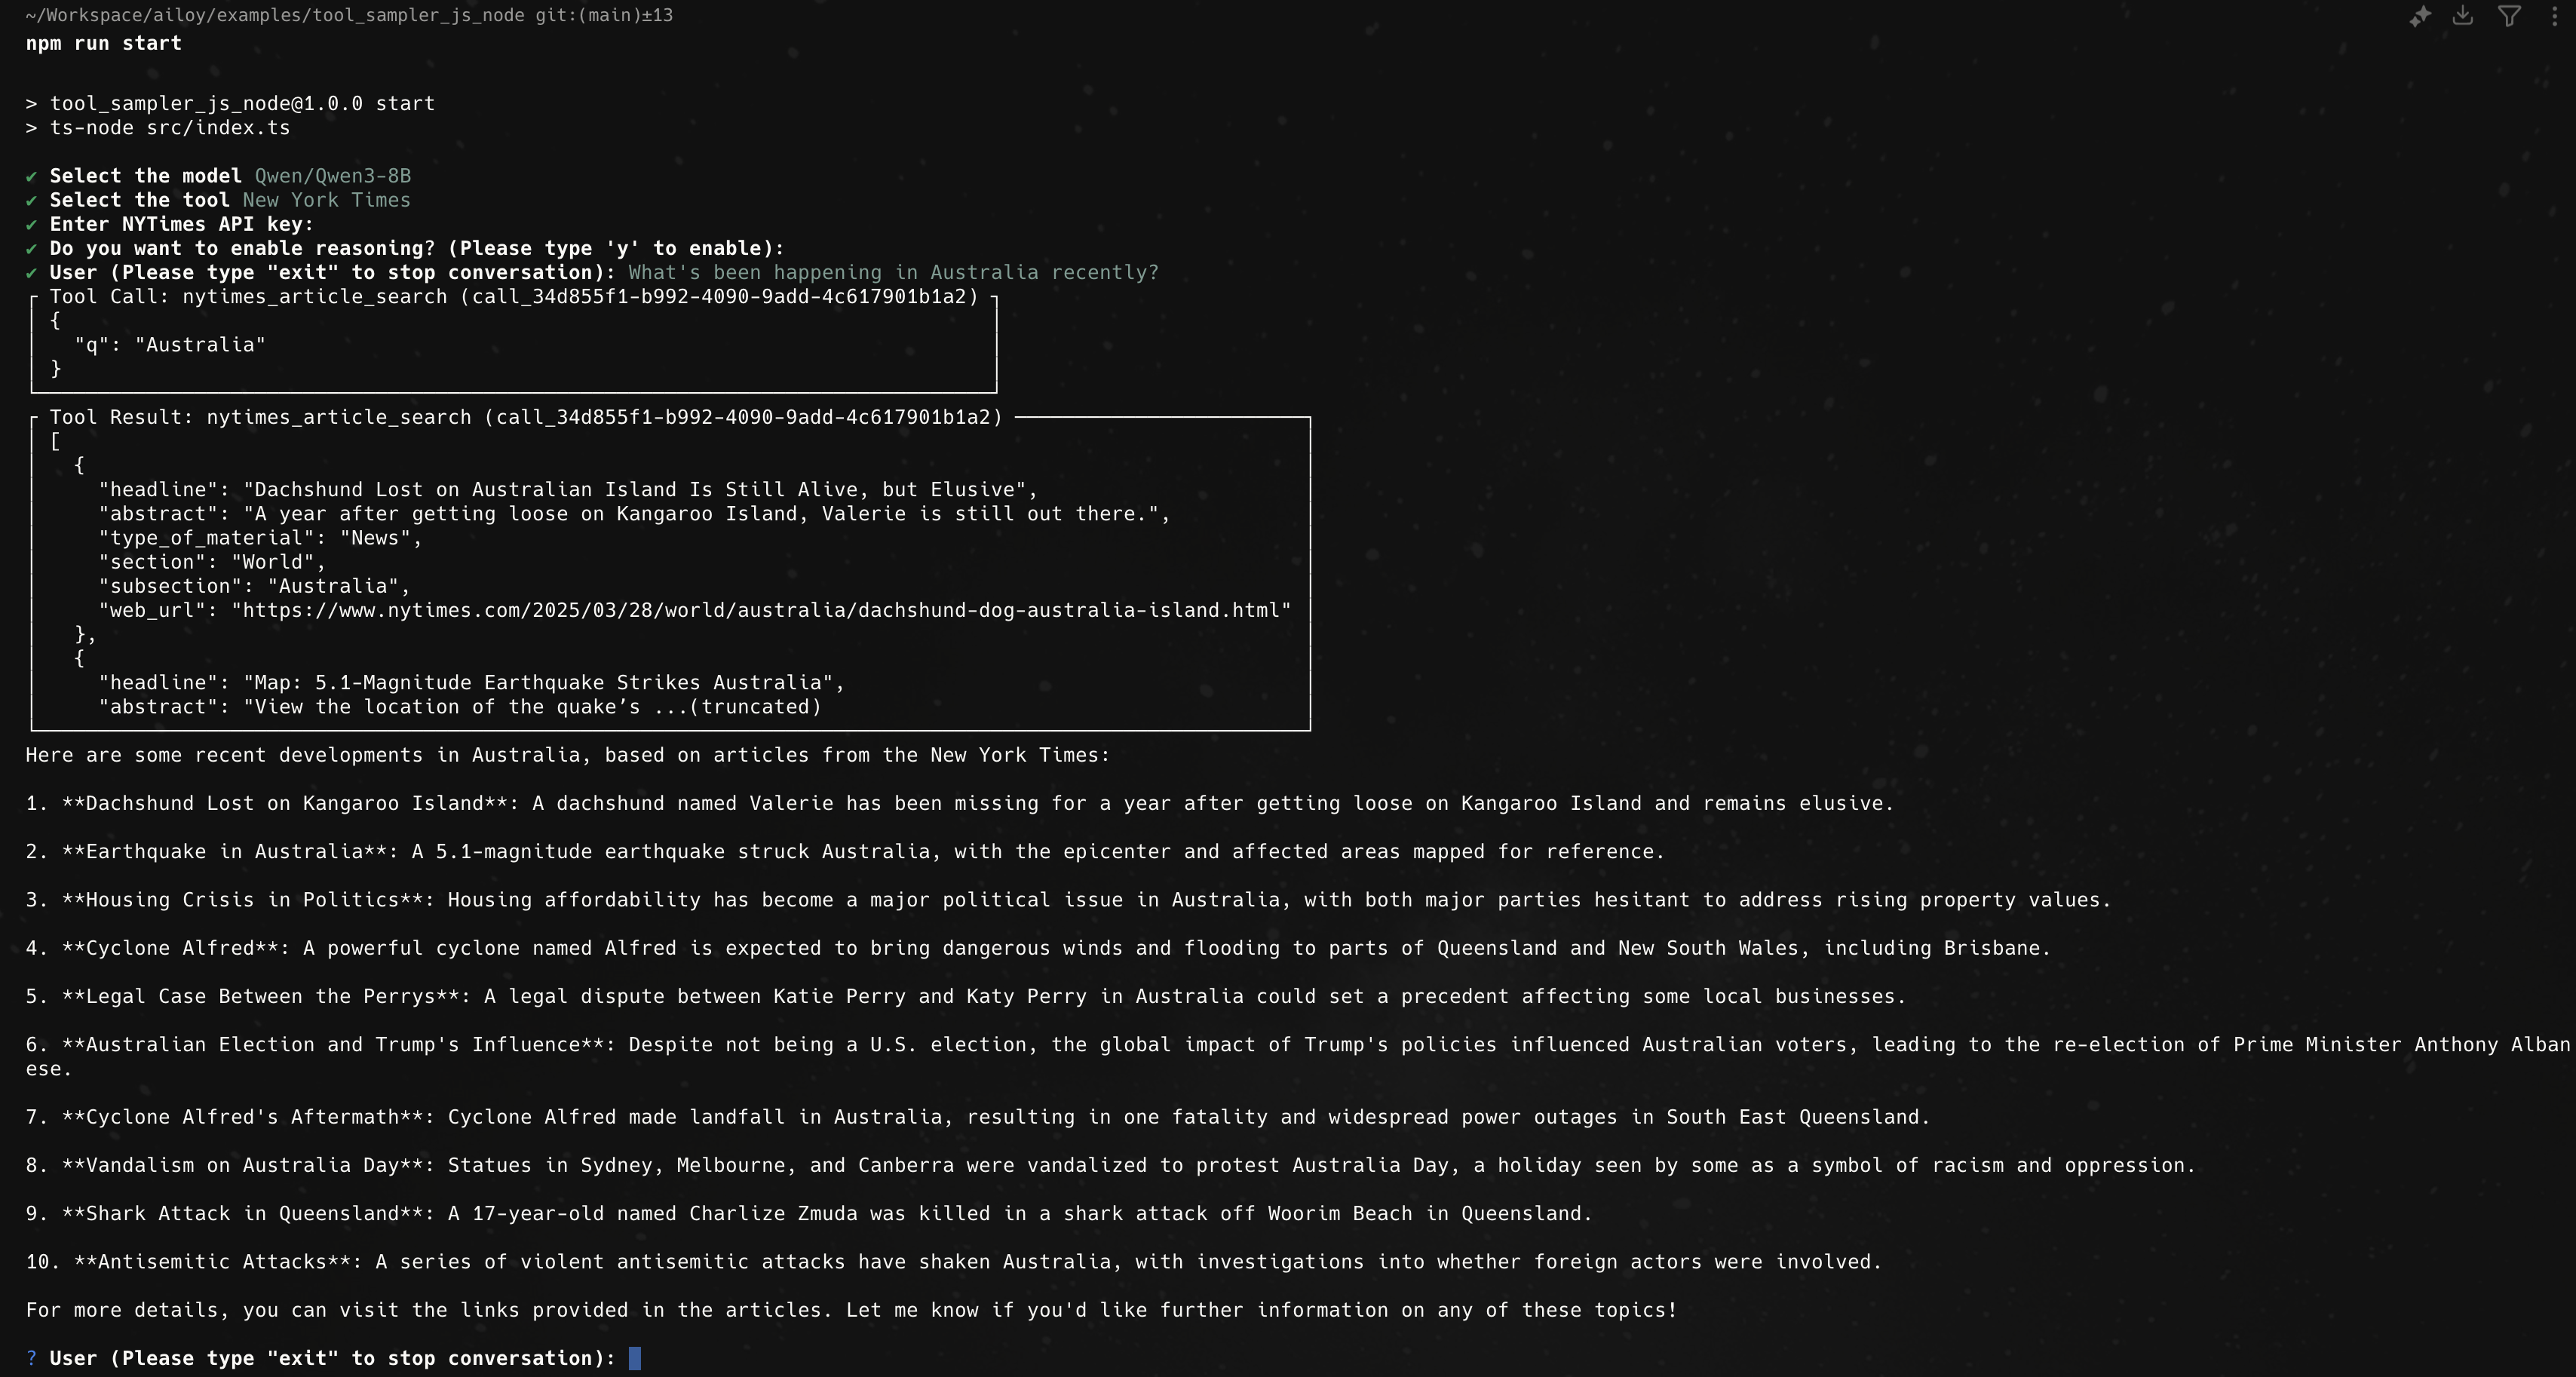 ~/Workspace/ailoy/examples/tool_sampler_js_node git:(main)±13
npm run start
> tool_sampler_js_node@1.0.0 start
> ts-node src/index.ts
✔ Select the model Qwen/Qwen3-8B
✔ Select the tool New York Times
✔ Enter NYTimes API key:
✔ Do you want to enable reasoning? (Please type 'y' to enable):
✔ User (Please type "exit" to stop conversation): What's been happening in Australia recently?
Tool Call: nytimes_article_search (call_34d855f1-b992-4090-9add-4c617901b1a2)
{
"q": "Australia"
}
Tool Result: nytimes_article_search (call_34d855f1-b992-4090-9add-4c617901b1a2)
[
{
"headline": "Dachshund Lost on Australian Island Is Still Alive, but Elusive",
"abstract": "A year after getting loose on Kangaroo Island, Valerie is still out there.",
"type_of_material": "News",
"section": "World",
"subsection": "Australia",
"web_url": "https://www.nytimes.com/2025/03/28/world/australia/dachshund-dog-australia-island.html"
},
{
"headline": "Map: 5.1-Magnitude Earthquake Strikes Australia",
"abstract": "View the location of the quake’s ...(truncated)
Here are some recent developments in Australia, based on articles from the New York Times:
1. **Dachshund Lost on Kangaroo Island**: A dachshund named Valerie has been missing for a year after getting loose on Kangaroo Island and remains elusive.
2. **Earthquake in Australia**: A 5.1-magnitude earthquake struck Australia, with the epicenter and affected areas mapped for reference.
3. **Housing Crisis in Politics**: Housing affordability has become a major political issue in Australia, with both major parties hesitant to address rising property values.
4. **Cyclone Alfred**: A powerful cyclone named Alfred is expected to bring dangerous winds and flooding to parts of Queensland and New South Wales, including Brisbane.
5. **Legal Case Between the Perrys**: A legal dispute between Katie Perry and Katy Perry in Australia could set a precedent affecting some local businesses.
6. **Australian Election and Trump's Influence**: Despite not being a U.S. election, the global impact of Trump's policies influenced Australian voters, leading to the re-election of Prime Minister Anthony Alban
ese.
7. **Cyclone Alfred's Aftermath**: Cyclone Alfred made landfall in Australia, resulting in one fatality and widespread power outages in South East Queensland.
8. **Vandalism on Australia Day**: Statues in Sydney, Melbourne, and Canberra were vandalized to protest Australia Day, a holiday seen by some as a symbol of racism and oppression.
9. **Shark Attack in Queensland**: A 17-year-old named Charlize Zmuda was killed in a shark attack off Woorim Beach in Queensland.
10. **Antisemitic Attacks**: A series of violent antisemitic attacks have shaken Australia, with investigations into whether foreign actors were involved.
For more details, you can visit the links provided in the articles. Let me know if you'd like further information on any of these topics!
? User (Please type "exit" to stop conversation):